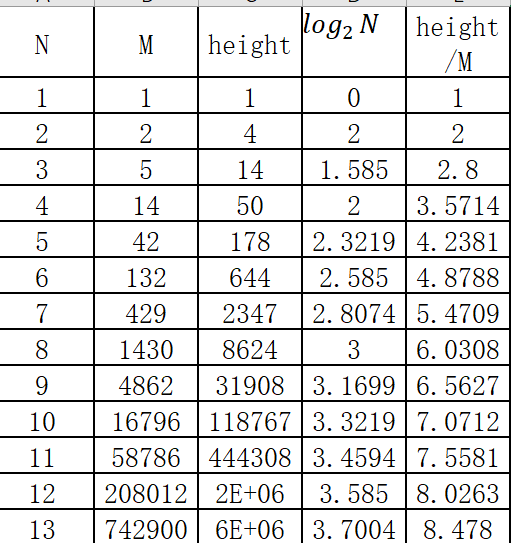 N M height log₂ N height /M
1 1 1 0 1
2 2 4 2 2
3 5 14 1.585 2.8
4 14 50 2 3.5714
5 42 178 2.3219 4.2381
6 132 644 2.585 4.8788
7 429 2347 2.8074 5.4709
8 1430 8624 3 6.0308
9 4862 31908 3.1699 6.5627
10 16796 118767 3.3219 7.0712
11 58786 444308 3.4594 7.5581
12 208012 2E+06 3.585 8.0263
13 742900 6E+06 3.7004 8.478